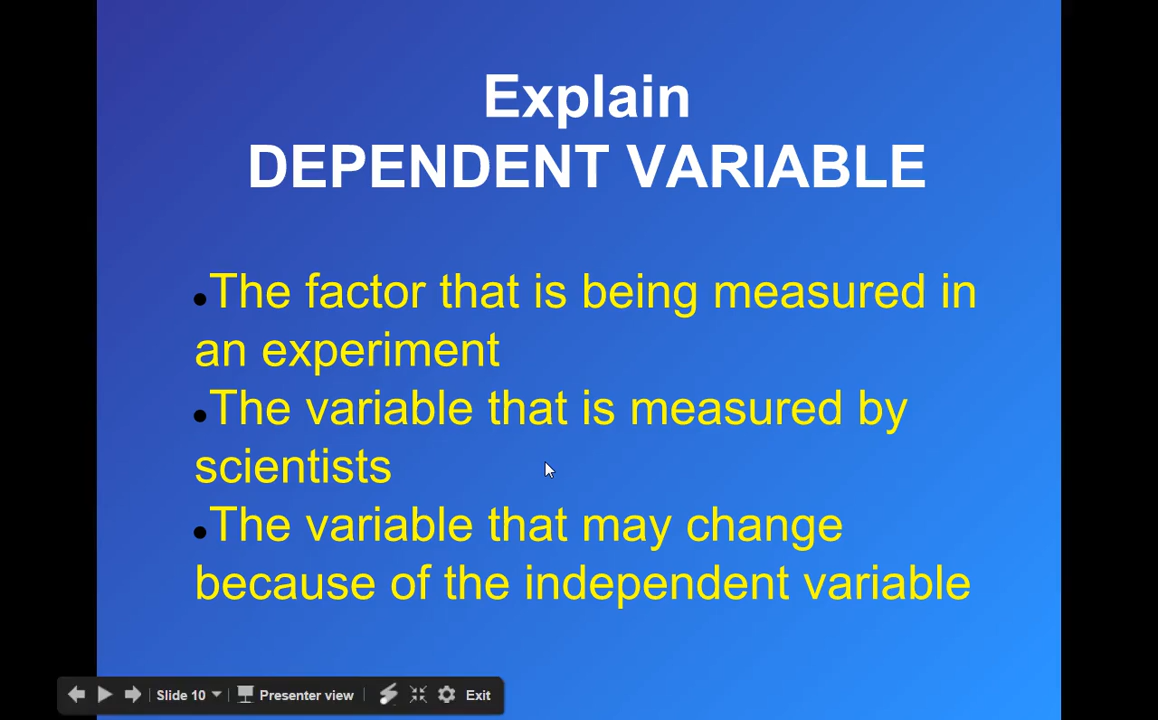 Explain
DEPENDENT VARIABLE
•The factor that is being measured in
an experiment
•The variable that is measured by
scientists
•The variable that may change
because of the independent variable
Slide 10
Presenter view
Exit